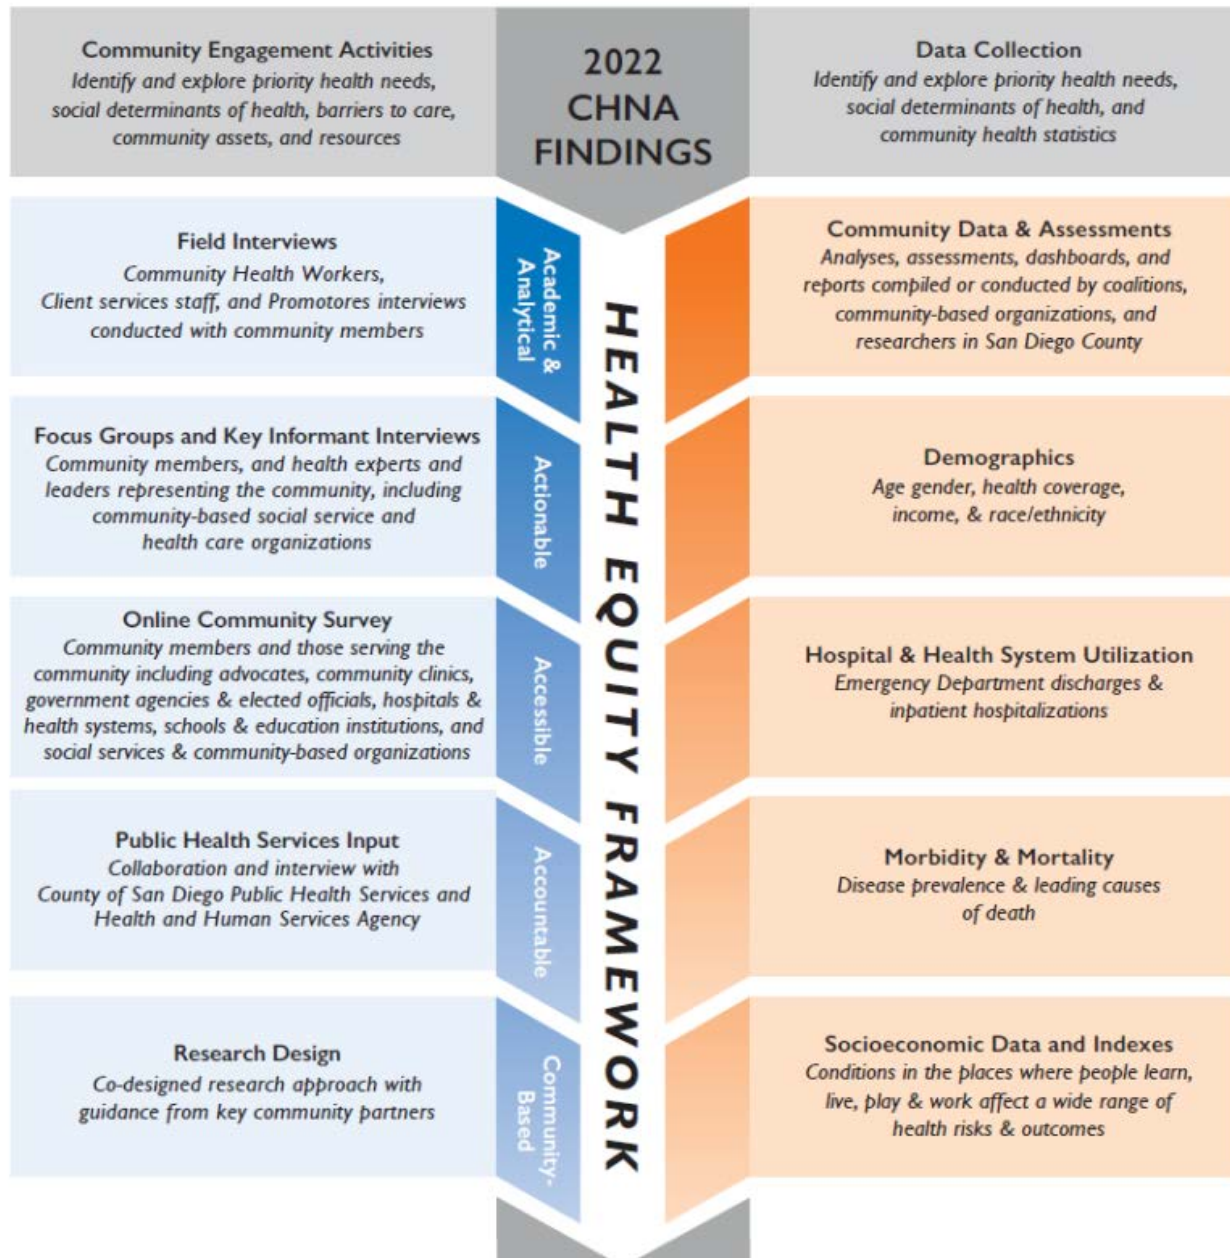 Community Engagement Activities
Identify and explore priority health needs,
social determinants of health, barriers to care,
community assets, and resources
2022
CHNA
FINDINGS
Data Collection
Identify and explore priority health needs,
social determinants of health, and
community health statistics
Field Interviews
Community Health Workers,
Client services staff, and Promotores interviews
conducted with community members
Academic &
Analytical
Community Data & Assessments
Analyses, assessments, dashboards, and
reports compiled or conducted by coalitions,
community-based organizations, and
researchers in San Diego County
Focus Groups and Key Informant Interviews
Community members, and health experts and
leaders representing the community, including
community-based social service and
health care organizations
Actionable
Demographics
Age gender, health coverage,
income, & race/ethnicity
Online Community Survey
Community members and those serving the
community including advocates, community clinics,
government agencies & elected officials, hospitals &
health systems, schools & education institutions, and
social services & community-based organizations
Accessible
Hospital & Health System Utilization
Emergency Department discharges &
inpatient hospitalizations
Public Health Services Input
Collaboration and interview with
County of San Diego Public Health Services and
Health and Human Services Agency
Accountable
Morbidity & Mortality
Disease prevalence & leading causes
of death
Research Design
Co-designed research approach with
guidance from key community partners
Community-
Based
Socioeconomic Data and Indexes
Conditions in the places where people learn,
live, play & work affect a wide range of
health risks & outcomes
HEALTH EQUITY FRAMEWORK